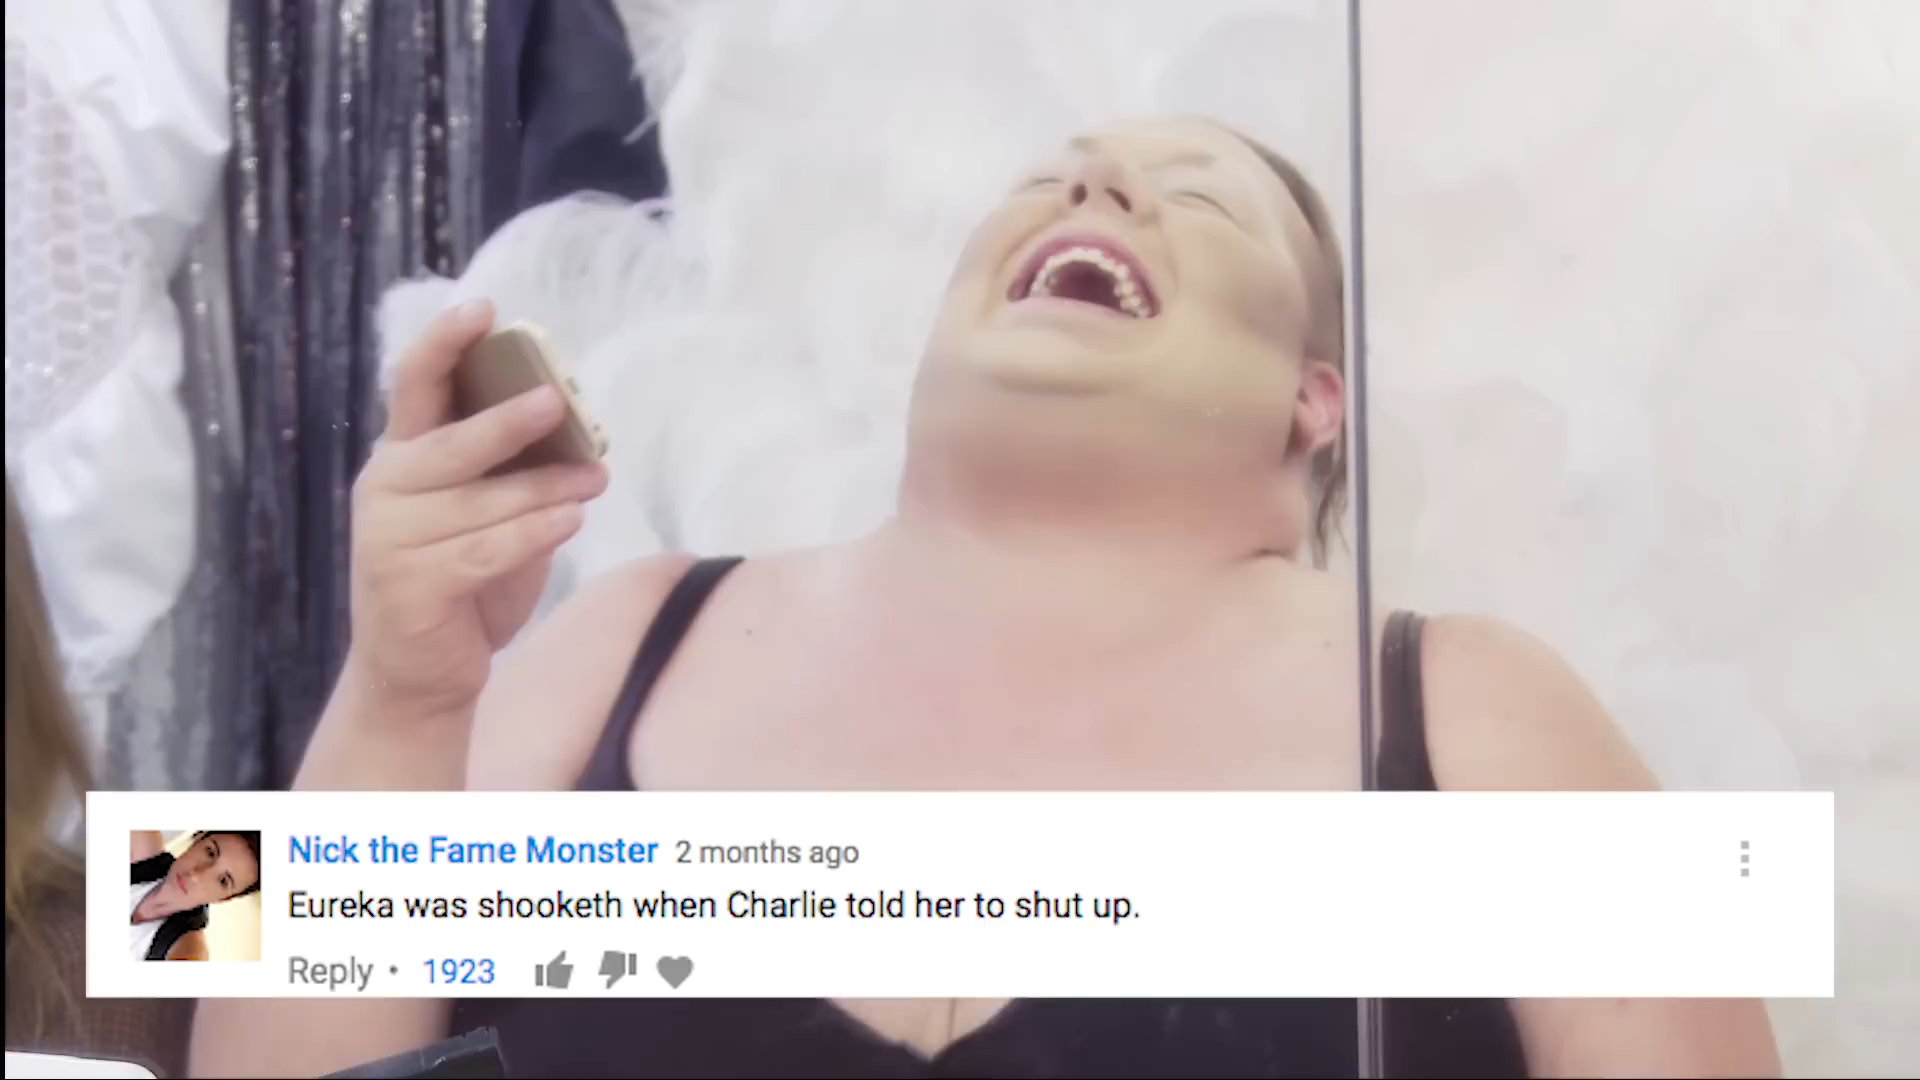 Nick the Fame Monster 2 months ago
Eureka was shooketh when Charlie told her to shut up.
Reply • 1923